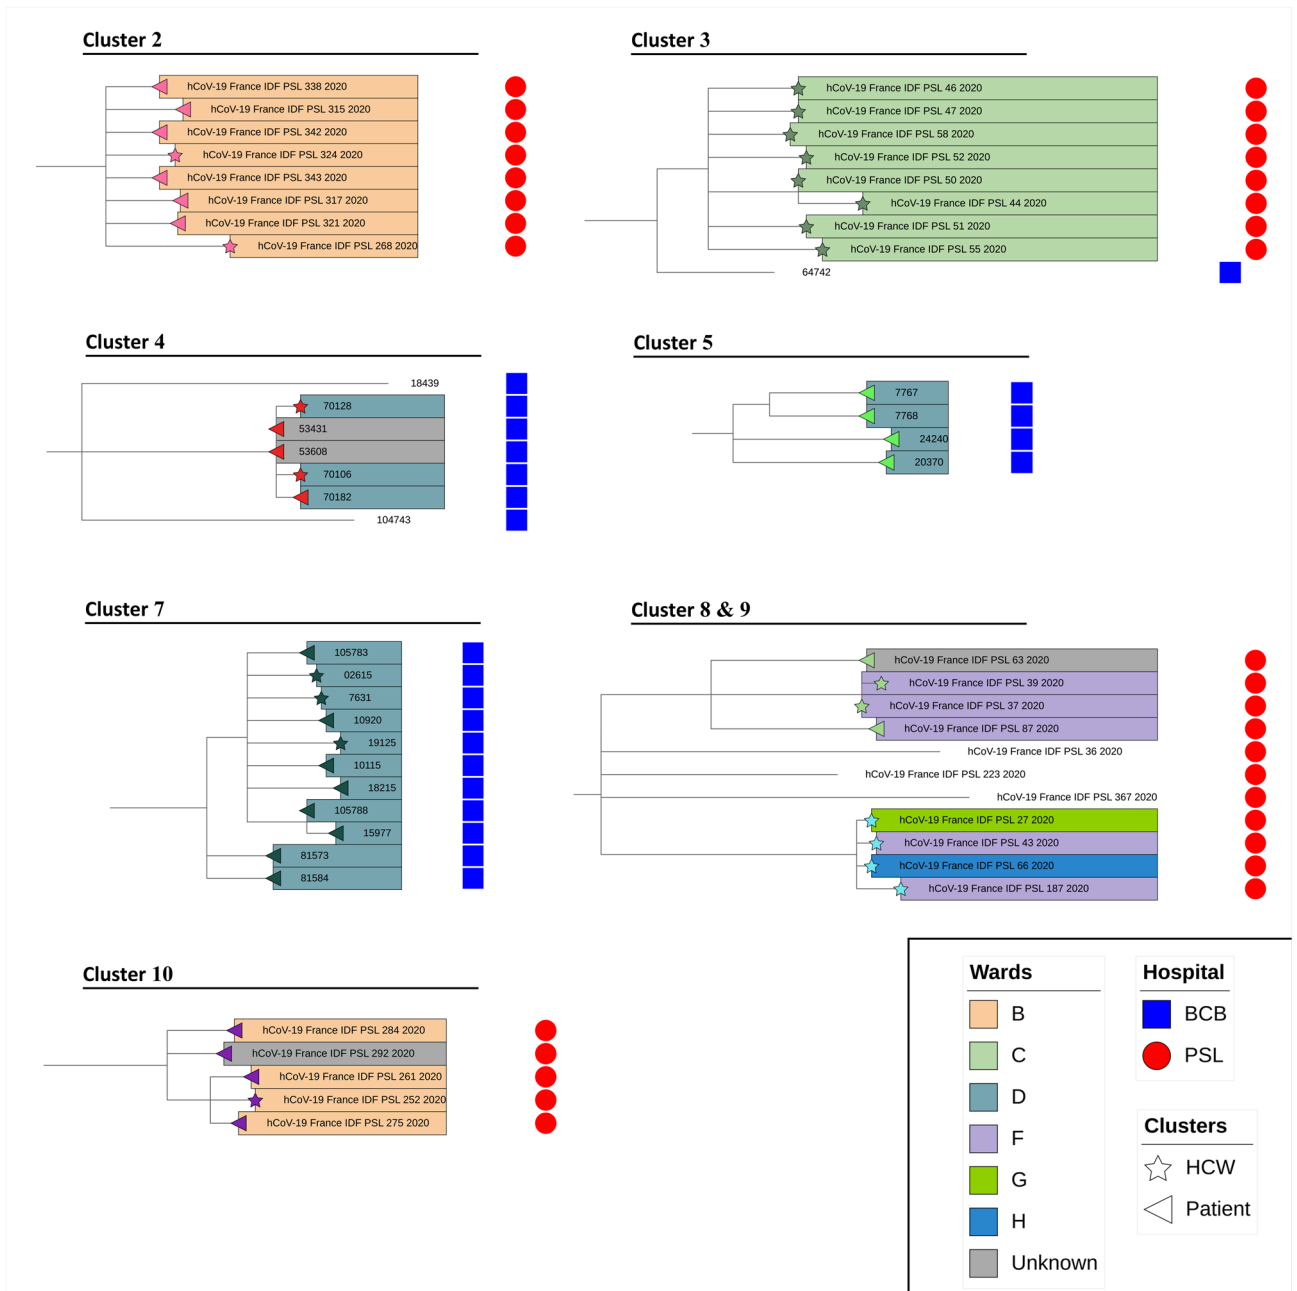 Cluster 2
hCoV-19 France IDF PSL 338 2020
hCoV-19 France IDF PSL 315 2020
hCoV-19 France IDF PSL 342 2020
hCoV-19 France IDF PSL 324 2020
hCoV-19 France IDF PSL 343 2020
hCoV-19 France IDF PSL 317 2020
hCoV-19 France IDF PSL 321 2020
hCoV-19 France IDF PSL 268 2020
Cluster 3
hCoV-19 France IDF PSL 46 2020
hCoV-19 France IDF PSL 47 2020
hCoV-19 France IDF PSL 58 2020
hCoV-19 France IDF PSL 52 2020
hCoV-19 France IDF PSL 50 2020
hCoV-19 France IDF PSL 44 2020
hCoV-19 France IDF PSL 51 2020
hCoV-19 France IDF PSL 55 2020
64742
Cluster 4
18439
70128
53431
53608
70106
70182
104743
Cluster 5
7767
7768
24240
20370
Cluster 7
105783
02615
7631
10920
19125
10115
18215
105788
15977
81573
81584
Cluster 8 & 9
hCoV-19 France IDF PSL 63 2020
hCoV-19 France IDF PSL 39 2020
hCoV-19 France IDF PSL 37 2020
hCoV-19 France IDF PSL 87 2020
hCoV-19 France IDF PSL 36 2020
hCoV-19 France IDF PSL 223 2020
hCoV-19 France IDF PSL 367 2020
hCoV-19 France IDF PSL 27 2020
hCoV-19 France IDF PSL 43 2020
hCoV-19 France IDF PSL 66 2020
hCoV-19 France IDF PSL 187 2020
Cluster 10
hCoV-19 France IDF PSL 284 2020
hCoV-19 France IDF PSL 292 2020
hCoV-19 France IDF PSL 261 2020
hCoV-19 France IDF PSL 252 2020
hCoV-19 France IDF PSL 275 2020
Wards
B
C
D
F
G
H
Unknown
Hospital
BCB
PSL
Clusters
HCW
Patient